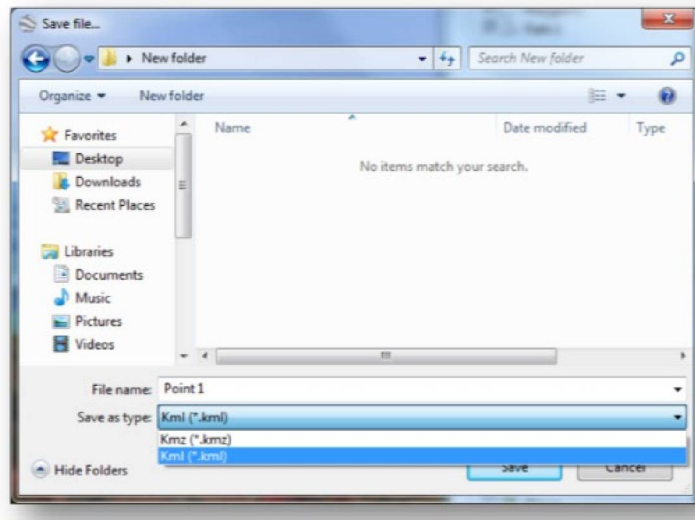 Save file...
New folder
Search New folder
Organize
New folder
Favorites
Desktop
Downloads
Recent Places
Libraries
Documents
Music
Pictures
Videos
Name
Date modified
Type
No items match your search.
File name: Point 1
Save as type: Kml (*.kml)
Kmz (*.kmz)
Kml (*.kml)
Hide Folders
Save
Cancel